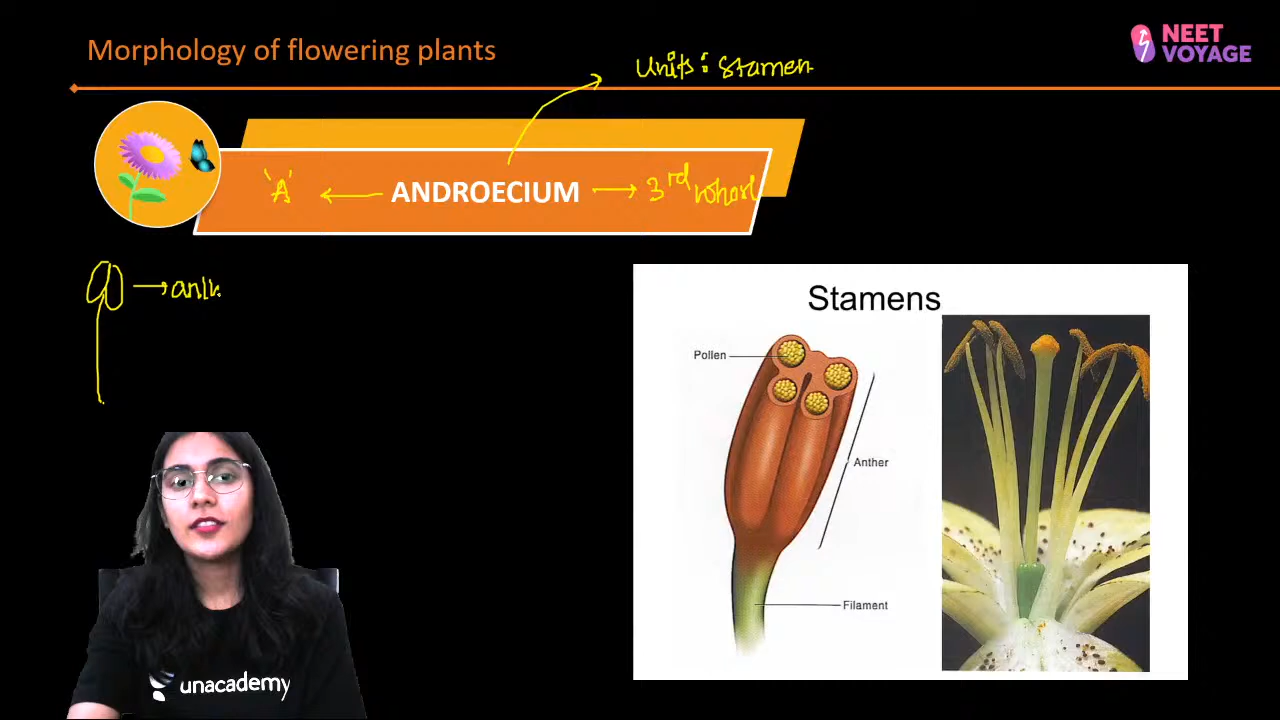 Morphology of flowering plants
NEET
VOYAGE
Units : Stamen
'A' ← ANDROECIUM → 3rd whorl
Stamens
Pollen
Anther
Filament
unacademy